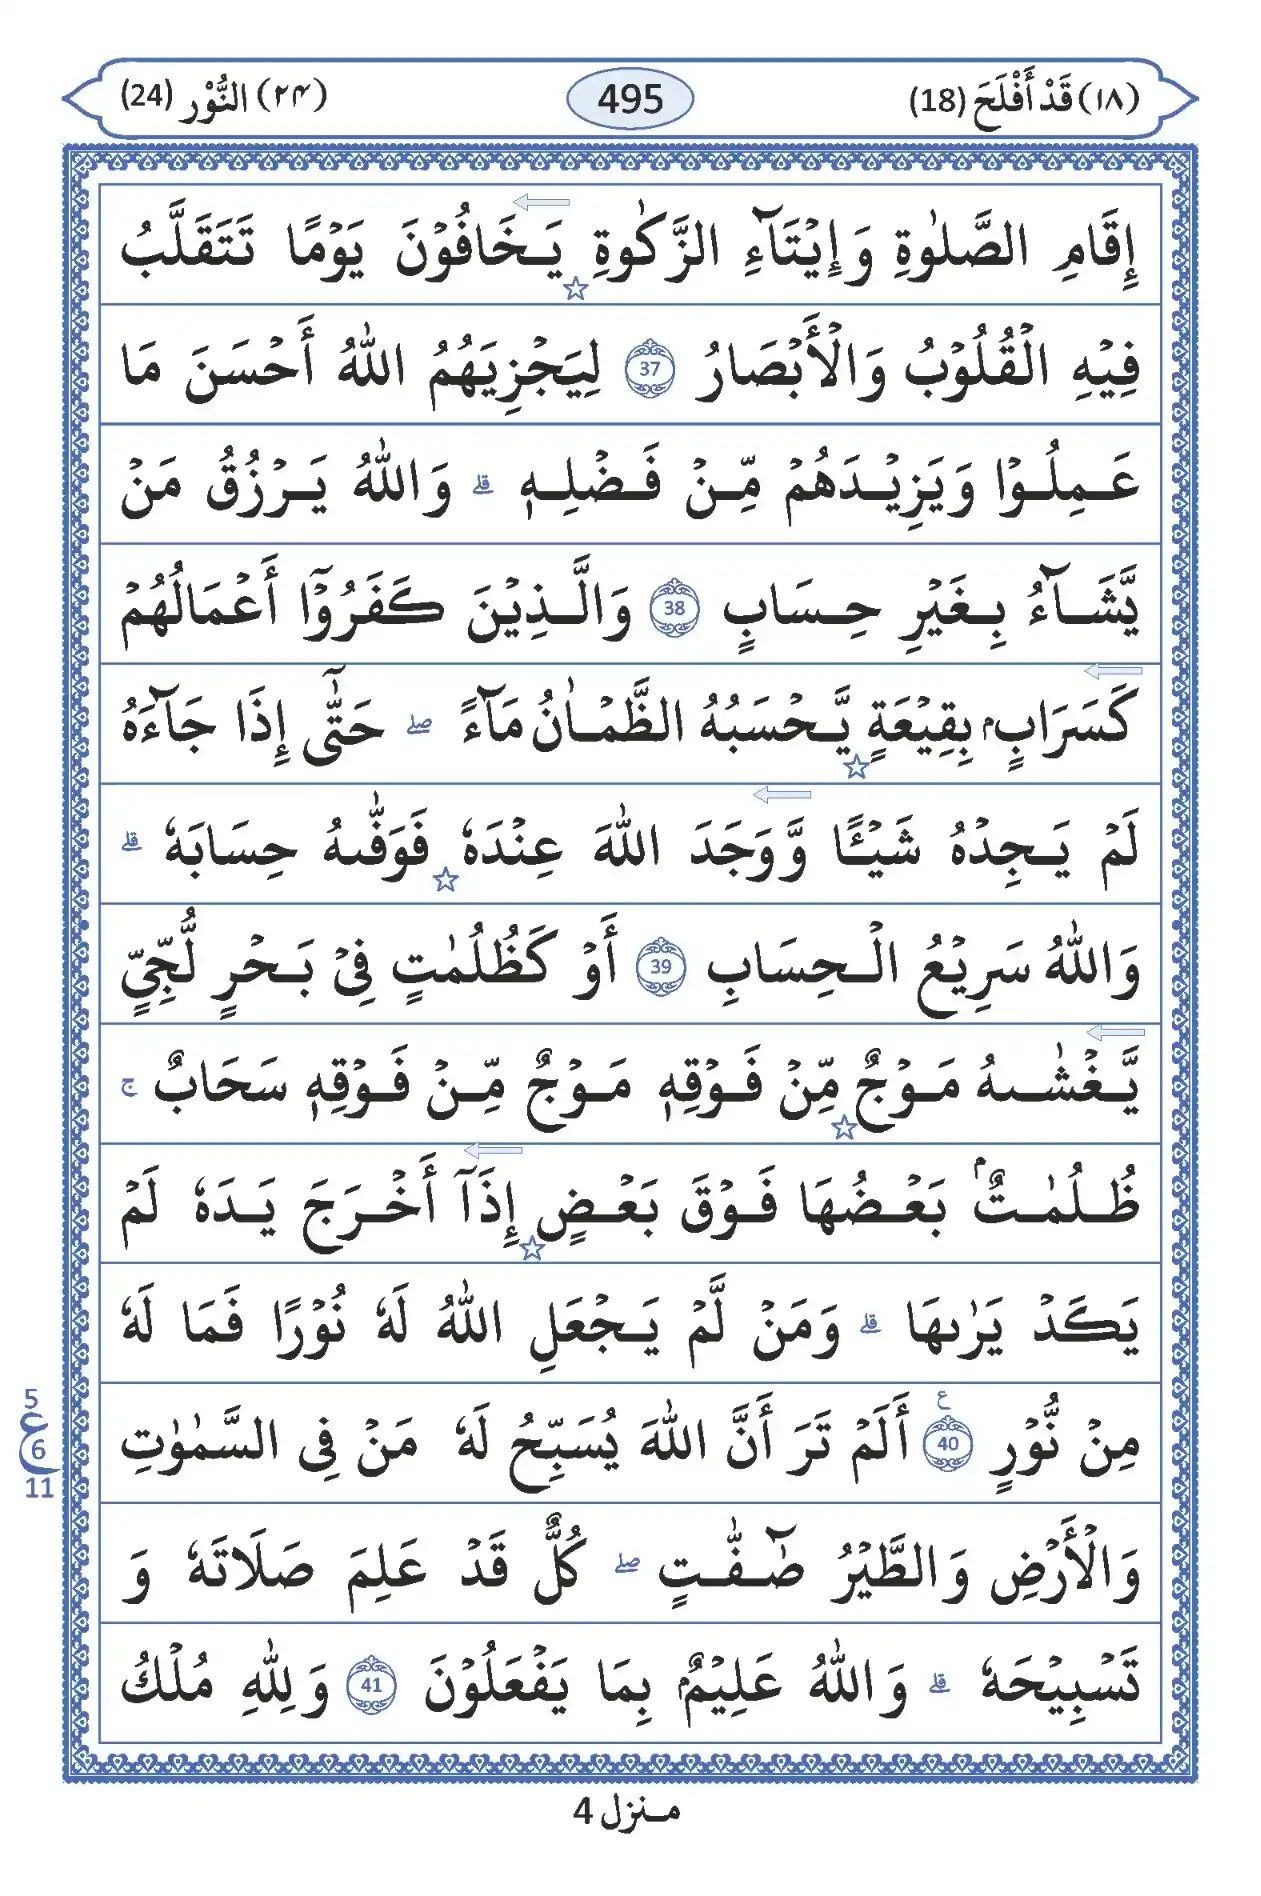 (١٨) قَدْ أَفْلَحَ (18)
495
(٢٤) النُّوْر (24)
إِقَامِ الصَّلٰوةِ وَإِيْتَآءِ الزَّكٰوةِ ☆ يَخَافُوْنَ يَوْمًا تَتَقَلَّبُ
فِيْهِ الْقُلُوْبُ وَالْأَبْصَارُ 37 لِيَجْزِيَهُمُ اللّٰهُ أَحْسَنَ مَا
عَمِلُوْا وَيَزِيْدَهُمْ مِّنْ فَضْلِهٖ ۗ وَاللّٰهُ يَرْزُقُ مَنْ
يَّشَآءُ بِغَيْرِ حِسَابٍ 38 وَالَّذِيْنَ كَفَرُوْٓا أَعْمَالُهُمْ
كَسَرَابٍۭ بِقِيْعَةٍ ☆ يَّحْسَبُهُ الظَّمْاٰنُ مَآءً ۖ حَتّٰٓى إِذَا جَآءَهُ
لَمْ يَجِدْهُ شَيْـًٔا وَّوَجَدَ اللّٰهَ عِنْدَهٗ ☆ فَوَفّٰىهُ حِسَابَهٗ ۗ
وَاللّٰهُ سَرِيْعُ الْحِسَابِ 39 أَوْ كَظُلُمٰتٍ فِيْ بَحْرٍ لُّجِّيٍّ
يَّغْشٰىهُ مَوْجٌ ☆ مِّنْ فَوْقِهٖ مَوْجٌ مِّنْ فَوْقِهٖ سَحَابٌ ۚ
ظُلُمٰتٌۢ بَعْضُهَا فَوْقَ بَعْضٍ ☆ إِذَآ أَخْرَجَ يَدَهٗ لَمْ
يَكَدْ يَرٰىهَا ۗ وَمَنْ لَّمْ يَجْعَلِ اللّٰهُ لَهٗ نُوْرًا فَمَا لَهٗ
مِنْ نُّوْرٍ 40 ع أَلَمْ تَرَ أَنَّ اللّٰهَ يُسَبِّحُ لَهٗ مَنْ فِى السَّمٰوٰتِ
5
ع
6
11
وَالْأَرْضِ وَالطَّيْرُ صٰٓفّٰتٍ ۖ كُلٌّ قَدْ عَلِمَ صَلَاتَهٗ وَ
تَسْبِيْحَهٗ ۗ وَاللّٰهُ عَلِيْمٌۢ بِمَا يَفْعَلُوْنَ 41 وَلِلّٰهِ مُلْكُ
منزل 4